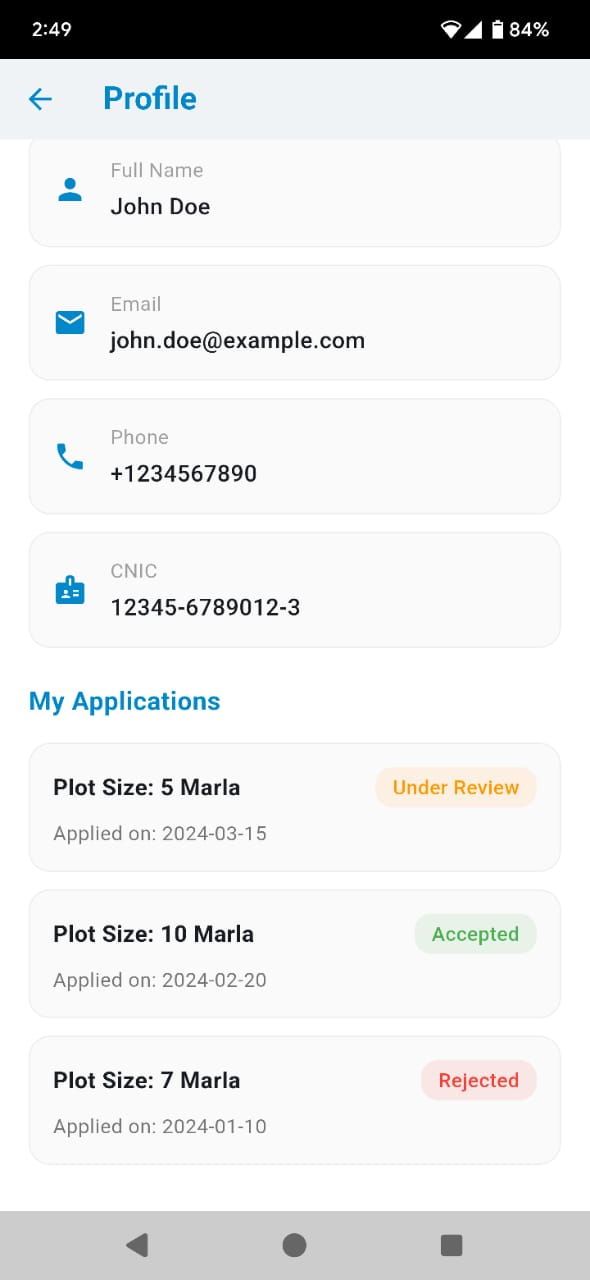 2:49 84%
Profile
Full Name
John Doe
Email
john.doe@example.com
Phone
+1234567890
CNIC
12345-6789012-3
My Applications
Plot Size: 5 Marla Under Review
Applied on: 2024-03-15
Plot Size: 10 Marla Accepted
Applied on: 2024-02-20
Plot Size: 7 Marla Rejected
Applied on: 2024-01-10